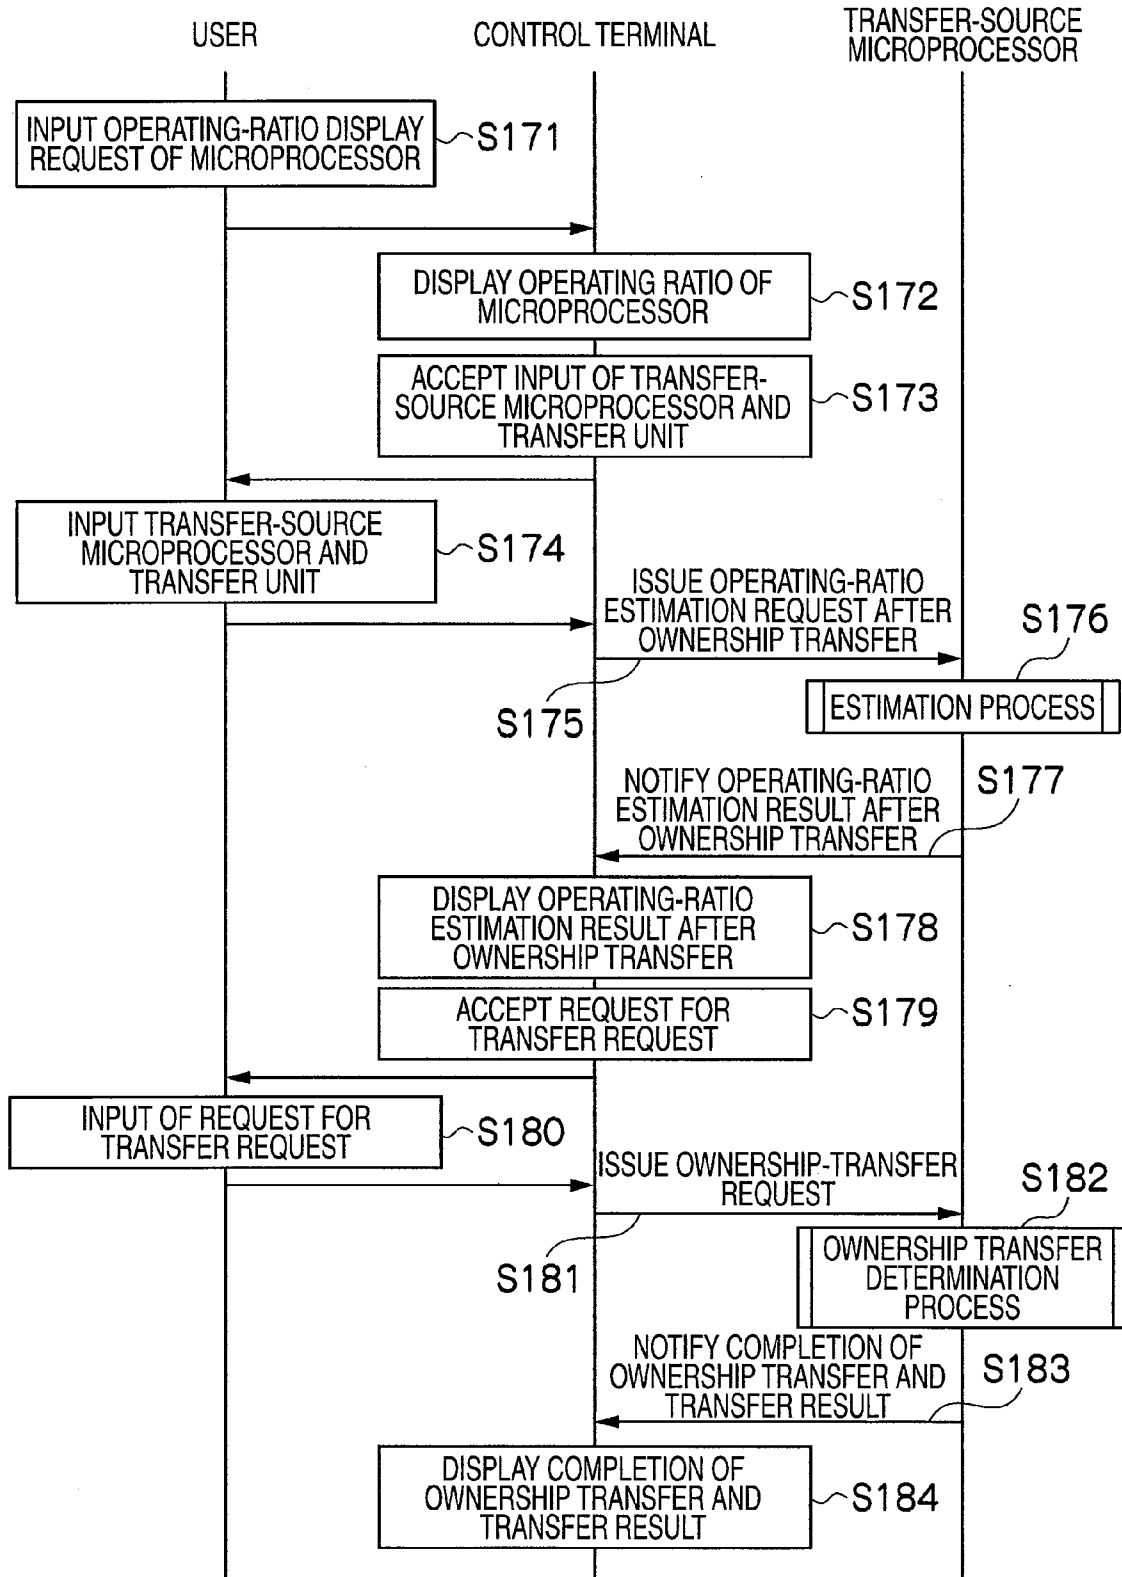 USER
CONTROL TERMINAL
TRANSFER-SOURCE
MICROPROCESSOR
INPUT OPERATING-RATIO DISPLAY
REQUEST OF MICROPROCESSOR
S171
DISPLAY OPERATING RATIO OF
MICROPROCESSOR
S172
ACCEPT INPUT OF TRANSFER-
SOURCE MICROPROCESSOR AND
TRANSFER UNIT
S173
INPUT TRANSFER-SOURCE
MICROPROCESSOR AND
TRANSFER UNIT
S174
ISSUE OPERATING-RATIO
ESTIMATION REQUEST AFTER
OWNERSHIP TRANSFER
S175
S176
ESTIMATION PROCESS
NOTIFY OPERATING-RATIO
ESTIMATION RESULT AFTER
OWNERSHIP TRANSFER
S177
DISPLAY OPERATING-RATIO
ESTIMATION RESULT AFTER
OWNERSHIP TRANSFER
S178
ACCEPT REQUEST FOR
TRANSFER REQUEST
S179
INPUT OF REQUEST FOR
TRANSFER REQUEST
S180
ISSUE OWNERSHIP-TRANSFER
REQUEST
S181
S182
OWNERSHIP TRANSFER
DETERMINATION
PROCESS
NOTIFY COMPLETION OF
OWNERSHIP TRANSFER AND
TRANSFER RESULT
S183
DISPLAY COMPLETION OF
OWNERSHIP TRANSFER AND
TRANSFER RESULT
S184